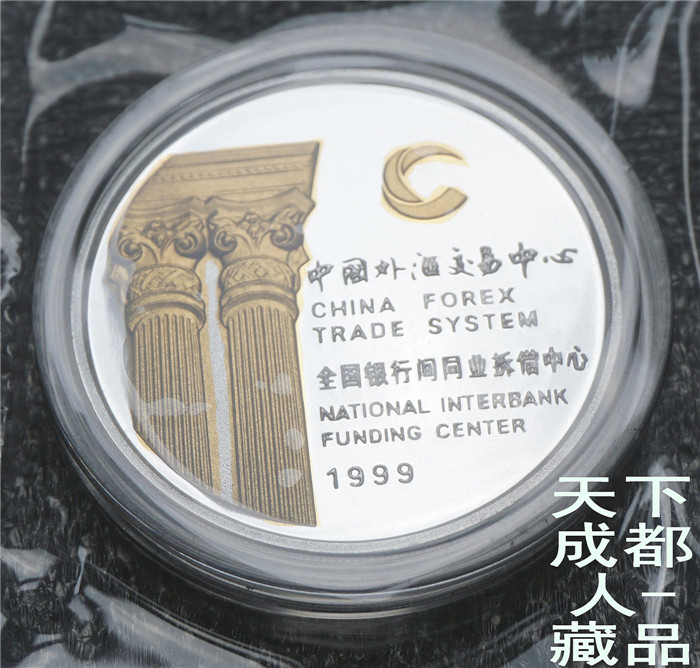 中国外汇交易中心
CHINA FOREX
TRADE SYSTEM
全国银行间同业拆借中心
NATIONAL INTERBANK
FUNDING CENTER
1999
天下
成都
人一
藏品